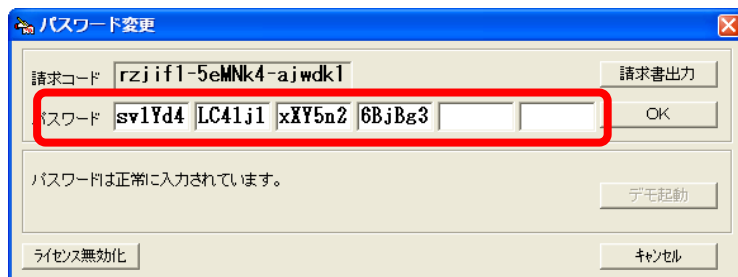 パスワード変更
請求コード rzjif1-5eMNk4-ajwdk1 請求書出力
パスワード sv1Yd4 LC41j1 xXY5n2 6BjBg3 OK
パスワードは正常に入力されています。
デモ起動
ライセンス無効化 キャンセル